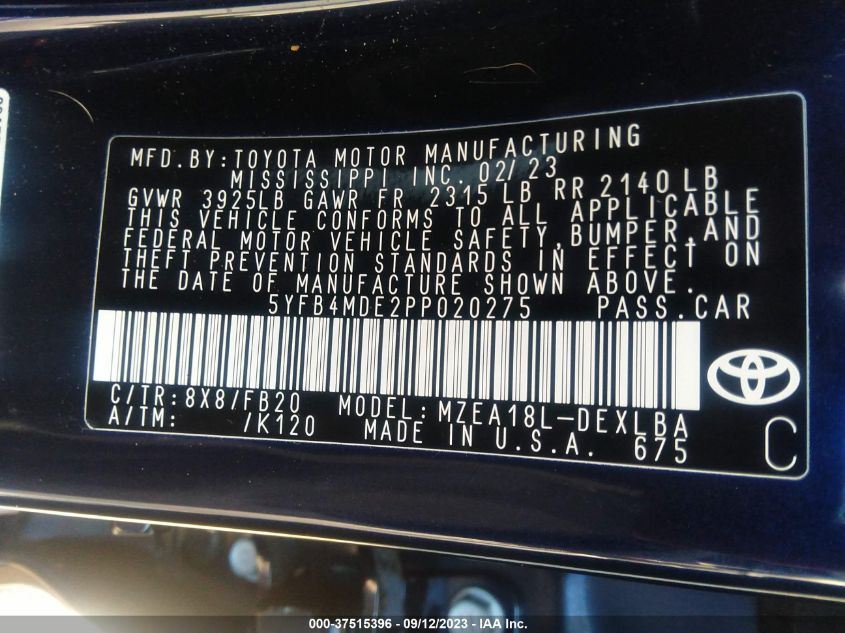 MFD.BY:TOYOTA MOTOR MANUFACTURING
MISSISSIPPI INC. 02/23
GVWR 3925LB GAWR FR 2315 LB RR 2140 LB
THIS VEHICLE CONFORMS TO ALL APPLICABLE
FEDERAL MOTOR VEHICLE SAFETY,BUMPER,AND
THEFT PREVENTION STANDARDS IN EFFECT ON
THE DATE OF MANUFACTURE SHOWN ABOVE.
5YFB4MDE2PP020275 PASS.CAR
C/TR:8X8/FB20 MODEL:MZEA18L-DEXLBA
A/TM: /K120 MADE IN U.S.A. 675
C
000-37515396 - 09/12/2023 - IAA, Inc.